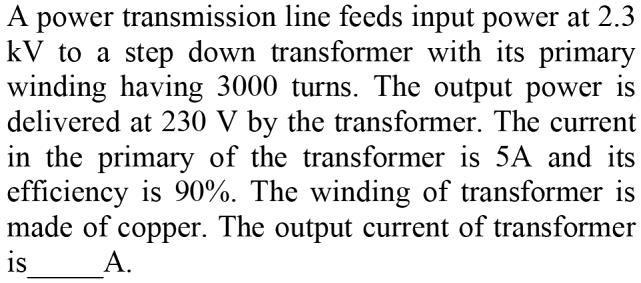 A power transmission line feeds input power at 2.3
kV to a step down transformer with its primary
winding having 3000 turns. The output power is
delivered at 230 V by the transformer. The current
in the primary of the transformer is 5A and its
efficiency is 90%. The winding of transformer is
made of copper. The output current of transformer
is_____A.